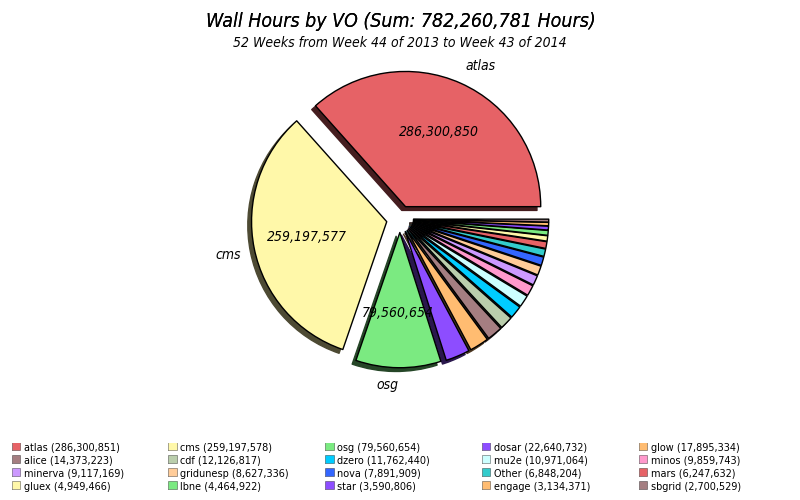 Wall Hours by VO (Sum: 782,260,781 Hours)
52 Weeks from Week 44 of 2013 to Week 43 of 2014
atlas
286,300,850
259,197,577
cms
79,560,654
osg
atlas (286,300,851) cms (259,197,578) osg (79,560,654) dosar (22,640,732) glow (17,895,334)
alice (14,373,223) cdf (12,126,817) dzero (11,762,440) mu2e (10,971,064) minos (9,859,743)
minerva (9,117,169) gridunesp (8,627,336) nova (7,891,909) Other (6,848,204) mars (6,247,632)
gluex (4,949,466) lbne (4,464,922) star (3,590,806) engage (3,134,371) sbgrid (2,700,529)